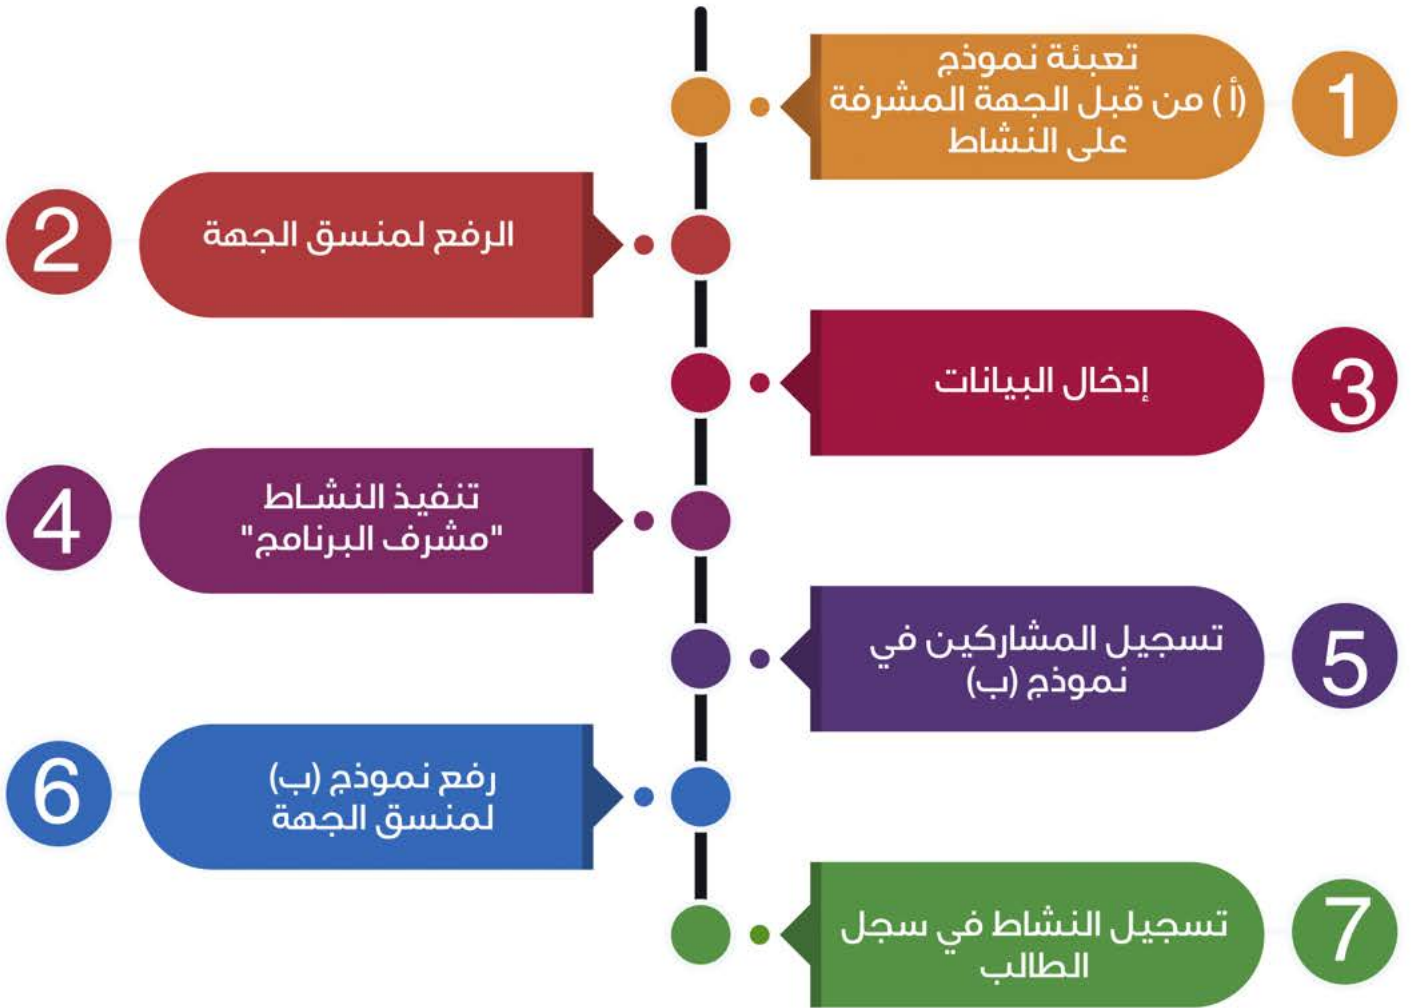 1
تعبئة نموذج
(أ) من قبل الجهة المشرفة
على النشاط
2
الرفع لمنسق الجهة
3
إدخال البيانات
4
تنفيذ النشاط
"مشرف البرنامج"
5
تسجيل المشاركين في
نموذج (ب)
6
رفع نموذج (ب)
لمنسق الجهة
7
تسجيل النشاط في سجل
الطالب